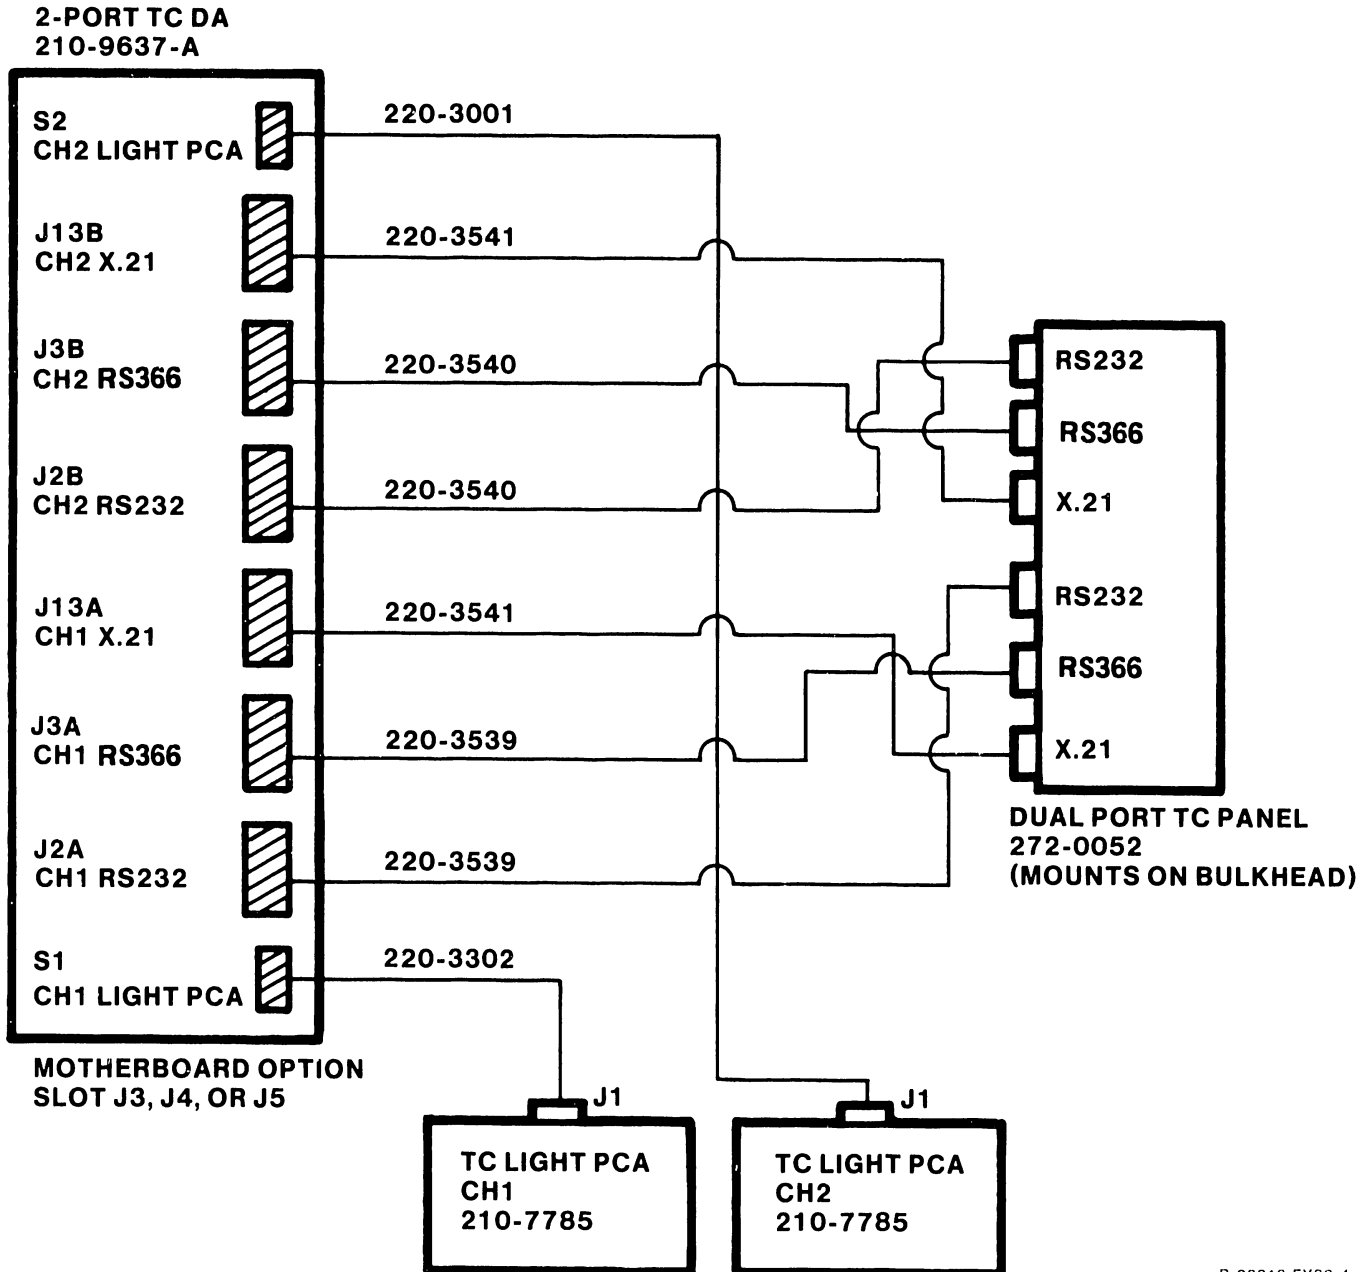 2-PORT TC DA
210-9637-A
S2
CH2 LIGHT PCA
220-3001
J13B
CH2 X.21
220-3541
J3B
CH2 RS366
220-3540
J2B
CH2 RS232
220-3540
J13A
CH1 X.21
220-3541
J3A
CH1 RS366
220-3539
J2A
CH1 RS232
220-3539
S1
CH1 LIGHT PCA
220-3302
RS232
RS366
X.21
RS232
RS366
X.21
DUAL PORT TC PANEL
272-0052
(MOUNTS ON BULKHEAD)
MOTHERBOARD OPTION
SLOT J3, J4, OR J5
J1
TC LIGHT PCA
CH1
210-7785
J1
TC LIGHT PCA
CH2
210-7785